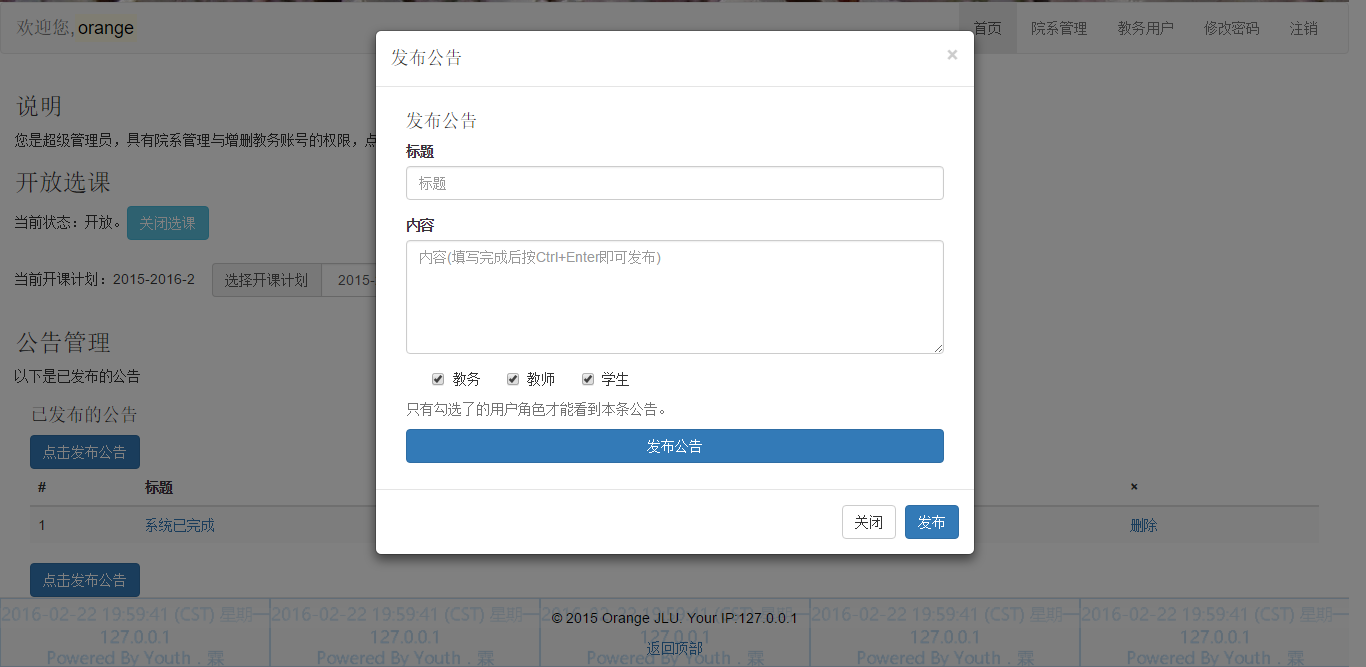 欢迎您,orange
首页 院系管理 教务用户 修改密码 注销
说明
您是超级管理员，具有院系管理与增删教务账号的权限，点
开放选课
当前状态：开放。 关闭选课
当前开课计划：2015-2016-2 选择开课计划 2015-
公告管理
以下是已发布的公告
已发布的公告
点击发布公告
# 标题 ×
1 系统已完成 删除
点击发布公告
发布公告 ×
发布公告
标题
标题
内容
内容(填写完成后按Ctrl+Enter即可发布)
教务 教师 学生
只有勾选了的用户角色才能看到本条公告。
发布公告
关闭 发布
© 2015 Orange JLU. Your IP:127.0.0.1
返回顶部
2016-02-22 19:59:41 (CST) 星期一 2016-02-22 19:59:41 (CST) 星期一 2016-02-22 19:59:41 (CST) 星期一 2016-02-22 19:59:41 (CST) 星期一 2016-02-22 19:59:41 (CST) 星期一
127.0.0.1 127.0.0.1 127.0.0.1 127.0.0.1 127.0.0.1
Powered By Youth . 霖 Powered By Youth . 霖 Powered By Youth . 霖 Powered By Youth . 霖 Powered By Youth . 霖